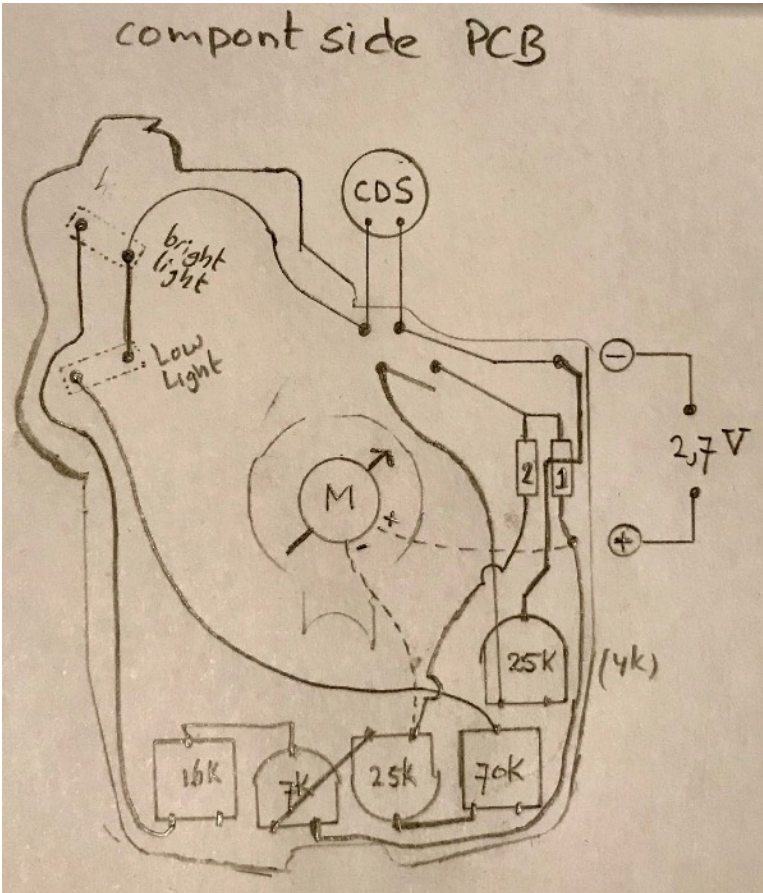 compont side PCB
CDS
bright
light
Low
Light
−
2,7 V
2
1
M
+
-
+
25K
(4k)
16K
7K
25K
70K